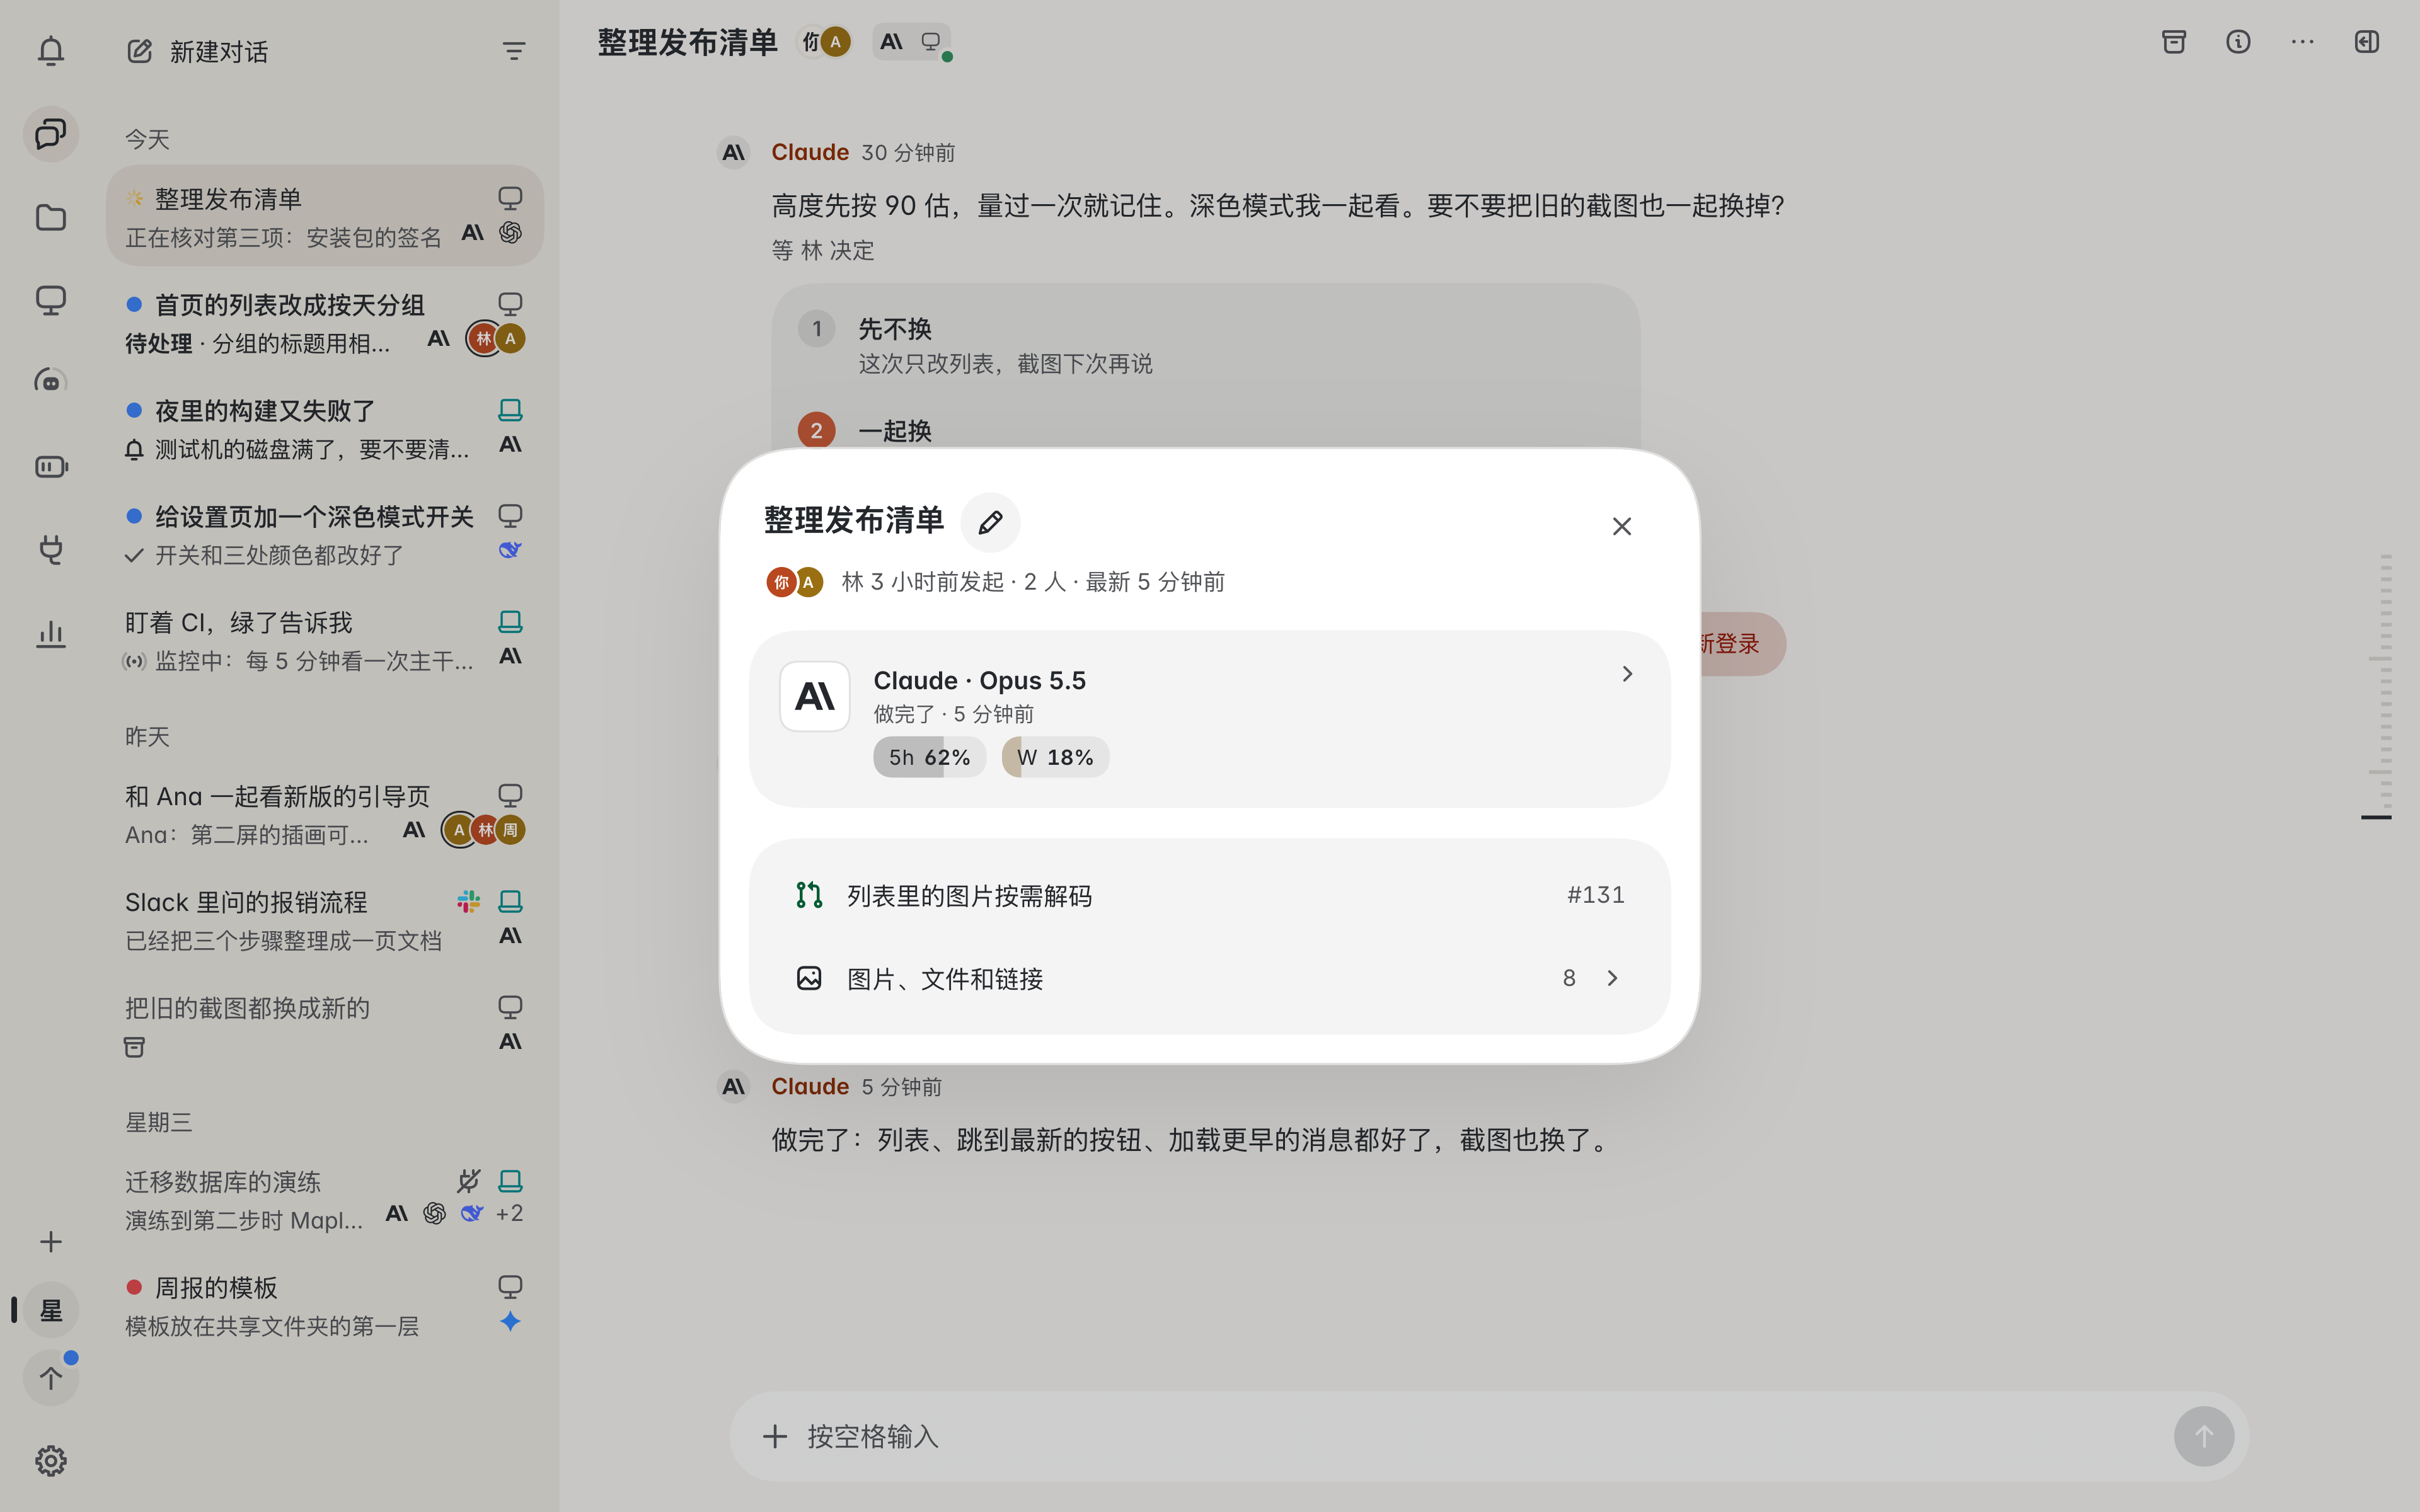 新建对话
今天
整理发布清单
正在核对第三项：安装包的签名
首页的列表改成按天分组
待处理 · 分组的标题用相...
林 A
夜里的构建又失败了
测试机的磁盘满了，要不要清...
给设置页加一个深色模式开关
开关和三处颜色都改好了
盯着 CI，绿了告诉我
监控中：每 5 分钟看一次主干...
昨天
和 Ana 一起看新版的引导页
Ana：第二屏的插画可...
A 林 周
Slack 里问的报销流程
已经把三个步骤整理成一页文档
把旧的截图都换成新的
星期三
迁移数据库的演练
演练到第二步时 Mapl...
+2
周报的模板
模板放在共享文件夹的第一层
星
个
整理发布清单
你 A
Claude 30 分钟前
高度先按 90 估，量过一次就记住。深色模式我一起看。要不要把旧的截图也一起换掉？
等 林 决定
1 先不换
这次只改列表，截图下次再说
2 一起换
新登录
整理发布清单
你 A 林 3 小时前发起 · 2 人 · 最新 5 分钟前
Claude · Opus 5.5
做完了 · 5 分钟前
5h 62% W 18%
列表里的图片按需解码 #131
图片、文件和链接 8
Claude 5 分钟前
做完了：列表、跳到最新的按钮、加载更早的消息都好了，截图也换了。
按空格输入